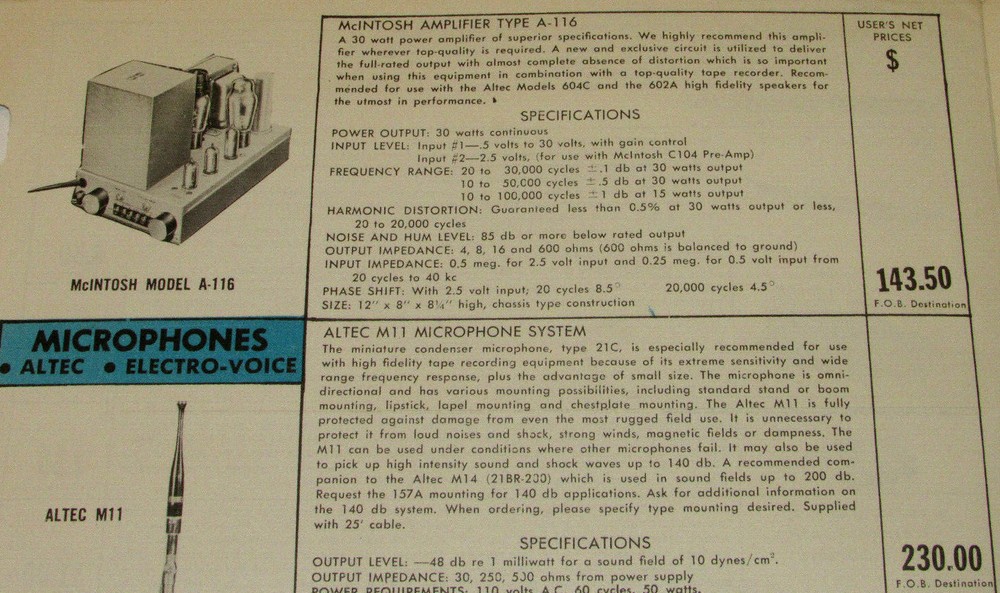 McINTOSH AMPLIFIER TYPE A-116
A 30 watt power amplifier of superior specifications. We highly recommend this ampli-
fier wherever top-quality is required. A new and exclusive circuit is utilized to deliver
the full-rated output with almost complete absence of distortion which is so important
when using this equipment in combination with a top-quality tape recorder. Recom-
mended for use with the Altec Models 604C and the 602A high fidelity speakers for
the utmost in performance.
SPECIFICATIONS
POWER OUTPUT: 30 watts continuous
INPUT LEVEL: Input #1—.5 volts to 30 volts, with gain control
Input #2—2.5 volts, (for use with McIntosh C104 Pre-Amp)
FREQUENCY RANGE: 20 to 30,000 cycles ±.1 db at 30 watts output
10 to 50,000 cycles ±.5 db at 30 watts output
10 to 100,000 cycles ±1 db at 15 watts output
HARMONIC DISTORTION: Guaranteed less than 0.5% at 30 watts output or less,
20 to 20,000 cycles
NOISE AND HUM LEVEL: 85 db or more below rated output
OUTPUT IMPEDANCE: 4, 8, 16 and 600 ohms (600 ohms is balanced to ground)
INPUT IMPEDANCE: 0.5 meg. for 2.5 volt input and 0.25 meg. for 0.5 volt input from
20 cycles to 40 kc
PHASE SHIFT: With 2.5 volt input; 20 cycles 8.5° 20,000 cycles 4.5°
SIZE: 12" x 8" x 8¼" high, chassis type construction
USER'S NET
PRICES
$
143.50
F.O.B. Destination
McINTOSH MODEL A-116
MICROPHONES
• ALTEC • ELECTRO-VOICE
ALTEC M11
ALTEC M11 MICROPHONE SYSTEM
The miniature condenser microphone, type 21C, is especially recommended for use
with high fidelity tape recording equipment because of its extreme sensitivity and wide
range frequency response, plus the advantage of small size. The microphone is omni-
directional and has various mounting possibilities, including standard stand or boom
mounting, lipstick, lapel mounting and chestplate mounting. The Altec M11 is fully
protected against damage from even the most rugged field use. It is unnecessary to
protect it from loud noises and shock, strong winds, magnetic fields or dampness. The
M11 can be used under conditions where other microphones fail. It may also be used
to pick up high intensity sound and shock waves up to 140 db. A recommended com-
panion to the Altec M14 (21BR-200) which is used in sound fields up to 200 db.
Request the 157A mounting for 140 db applications. Ask for additional information on
the 140 db system. When ordering, please specify type mounting desired. Supplied
with 25' cable.
SPECIFICATIONS
OUTPUT LEVEL: —48 db re 1 milliwatt for a sound field of 10 dynes/cm².
OUTPUT IMPEDANCE: 30, 250, 500 ohms from power supply
POWER REQUIREMENTS: 110 volts A.C. 60 cycles, 50 watts.
230.00
F.O.B. Destination